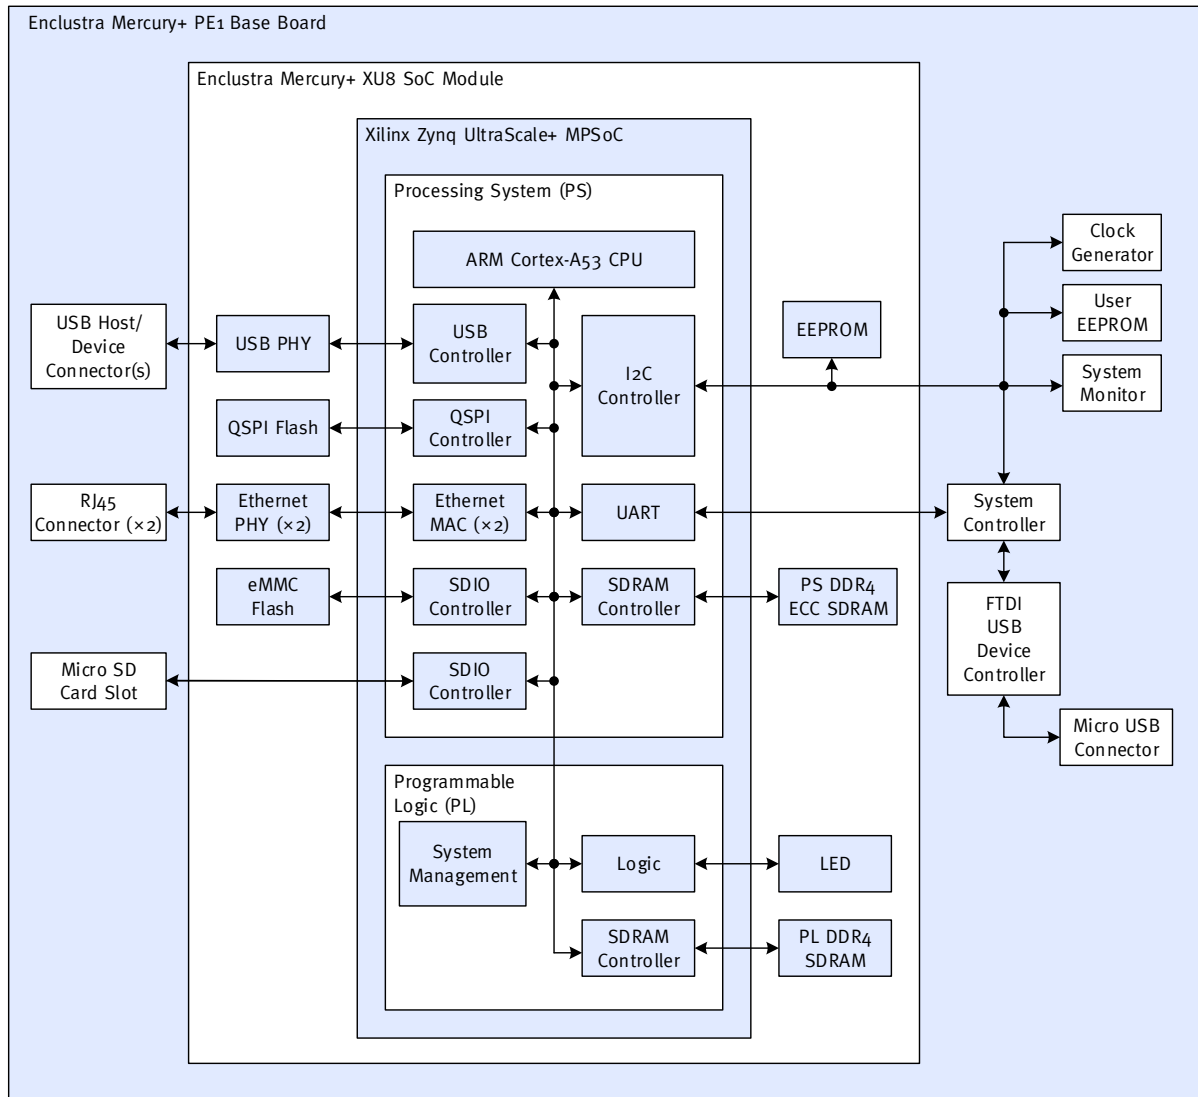 Enclustra Mercury+ PE1 Base Board
Enclustra Mercury+ XU8 SoC Module
Xilinx Zynq UltraScale+ MPSoC
Processing System (PS)
ARM Cortex-A53 CPU
USB Host/
Device
Connector(s)
USB PHY
USB
Controller
I2C
Controller
EEPROM
Clock
Generator
User
EEPROM
System
Monitor
QSPI Flash
QSPI
Controller
RJ45
Connector (×2)
Ethernet
PHY (×2)
Ethernet
MAC (×2)
UART
System
Controller
eMMC
Flash
SDIO
Controller
SDRAM
Controller
PS DDR4
ECC SDRAM
FTDI
USB
Device
Controller
Micro SD
Card Slot
SDIO
Controller
Micro USB
Connector
Programmable
Logic (PL)
System
Management
Logic
LED
SDRAM
Controller
PL DDR4
SDRAM